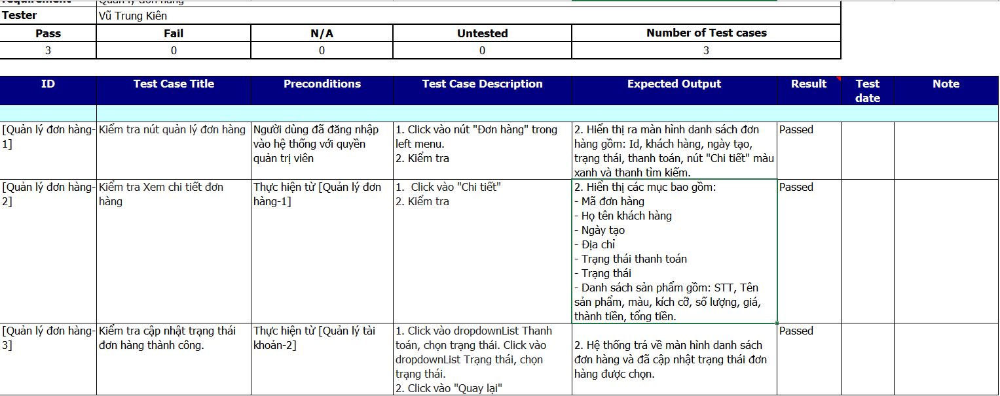 requirement Quản lý đơn hàng
Tester Vũ Trung Kiên
Pass Fail N/A Untested Number of Test cases
3 0 0 0 3
ID Test Case Title Preconditions Test Case Description Expected Output Result Test date Note
[Quản lý đơn hàng-
1]
Kiểm tra nút quản lý đơn hàng
Người dùng đã đăng nhập
vào hệ thống với quyền
quản trị viên
1. Click vào nút "Đơn hàng" trong
left menu.
2. Kiểm tra
2. Hiển thị ra màn hình danh sách đơn
hàng gồm: Id, khách hàng, ngày tạo,
trạng thái, thanh toán, nút "Chi tiết" màu
xanh và thanh tìm kiếm.
Passed
[Quản lý đơn hàng-
2]
Kiểm tra Xem chi tiết đơn
hàng
Thực hiện từ [Quản lý đơn
hàng-1]
1.  Click vào "Chi tiết"
2. Kiểm tra
2. Hiển thị các mục bao gồm:
- Mã đơn hàng
- Họ tên khách hàng
- Ngày tạo
- Địa chỉ
- Trạng thái thanh toán
- Trạng thái
- Danh sách sản phẩm gồm: STT, Tên
sản phẩm, màu, kích cỡ, số lượng, giá,
thành tiền, tổng tiền.
Passed
[Quản lý đơn hàng-
3]
Kiểm tra cập nhật trạng thái
đơn hàng thành công.
Thực hiện từ [Quản lý tài
khoản-2]
1. Click vào dropdownList Thanh
toán, chọn trạng thái. Click vào
dropdownList Trạng thái, chọn
trạng thái.
2. Click vào "Quay lại"
2. Hệ thống trả về màn hình danh sách
đơn hàng và đã cập nhật trạng thái đơn
hàng được chọn.
Passed